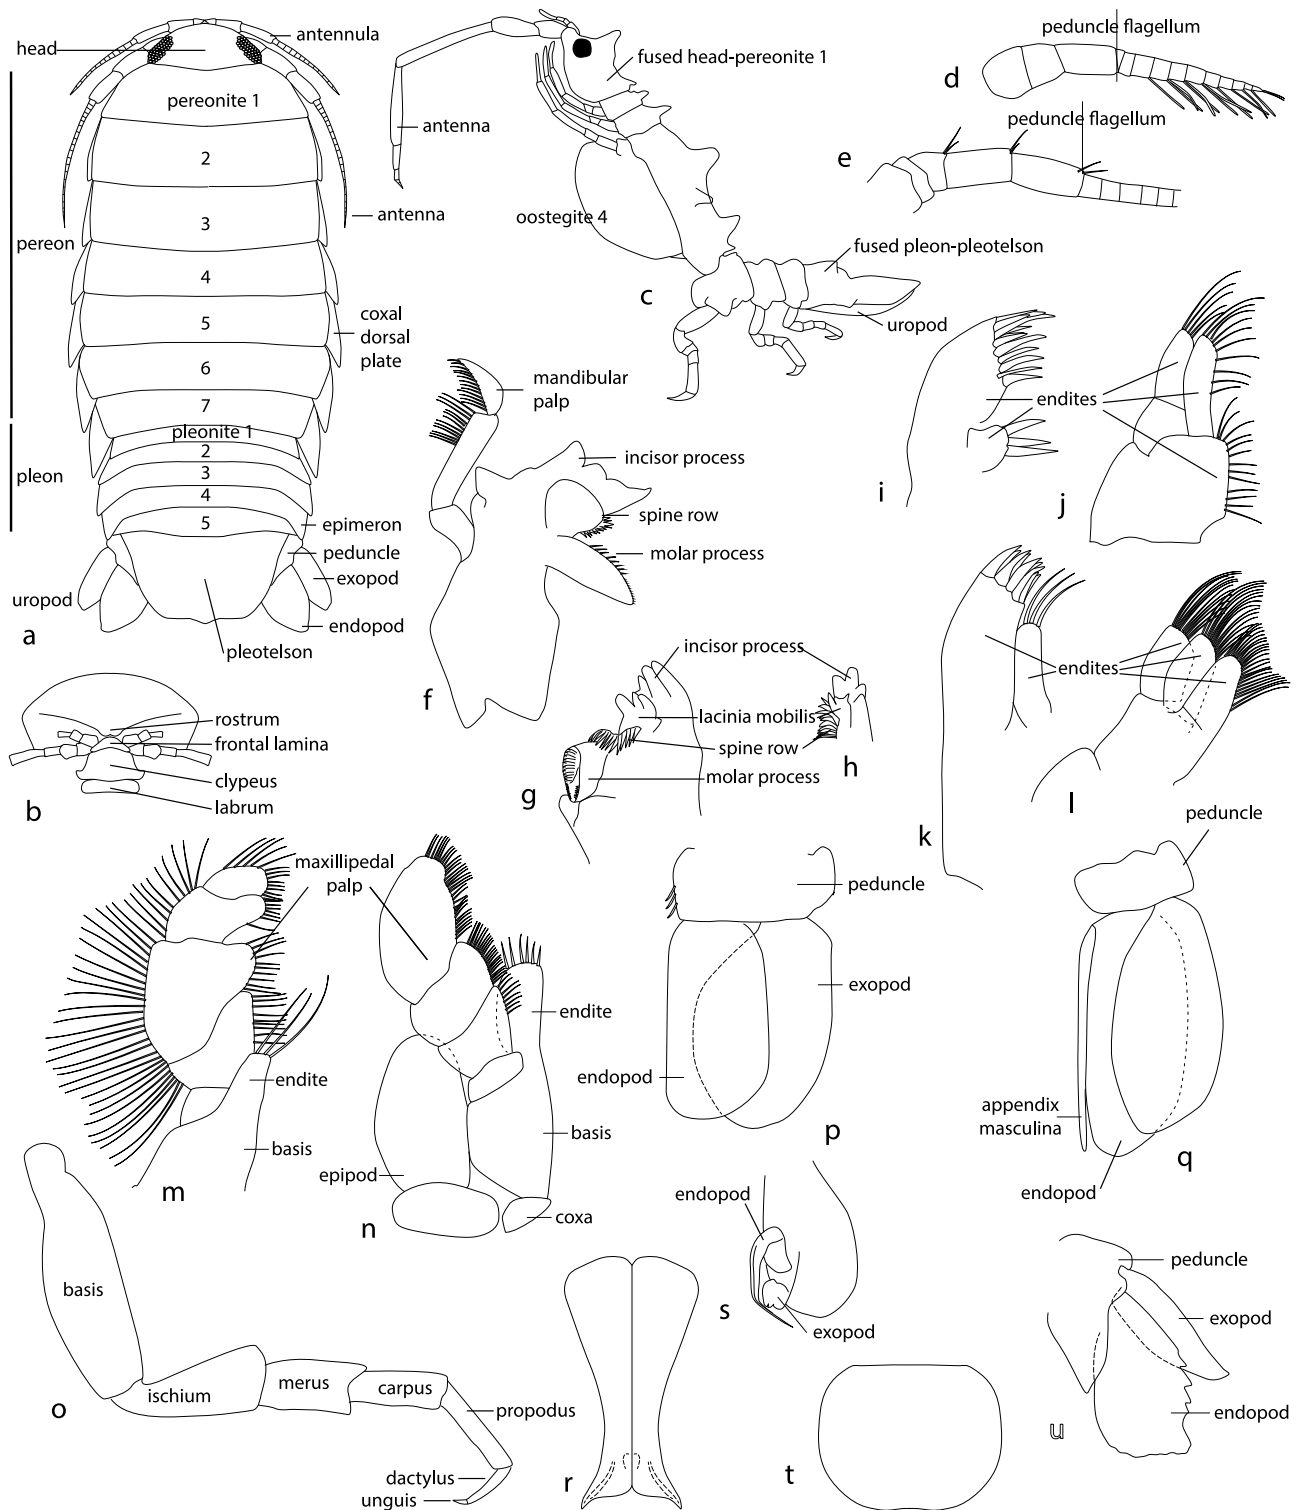 head
antennula
pereonite 1
2
3
antenna
pereon
4
5
coxal
dorsal
plate
6
7
pleonite 1
2
3
pleon
4
5
epimeron
peduncle
exopod
uropod
endopod
a
pleotelson
rostrum
frontal lamina
clypeus
labrum
b
fused head-pereonite 1
antenna
oostegite 4
fused pleon-pleotelson
c
uropod
peduncle flagellum
d
peduncle flagellum
e
mandibular
palp
incisor process
spine row
molar process
f
incisor process
lacinia mobilis
spine row
molar process
g
h
endites
i
j
endites
k
l
maxillipedal
palp
endite
basis
m
endite
basis
epipod
coxa
n
peduncle
exopod
endopod
p
peduncle
appendix
masculina
endopod
q
basis
ischium
merus
carpus
propodus
dactylus
unguis
o
r
endopod
exopod
s
t
peduncle
exopod
endopod
u